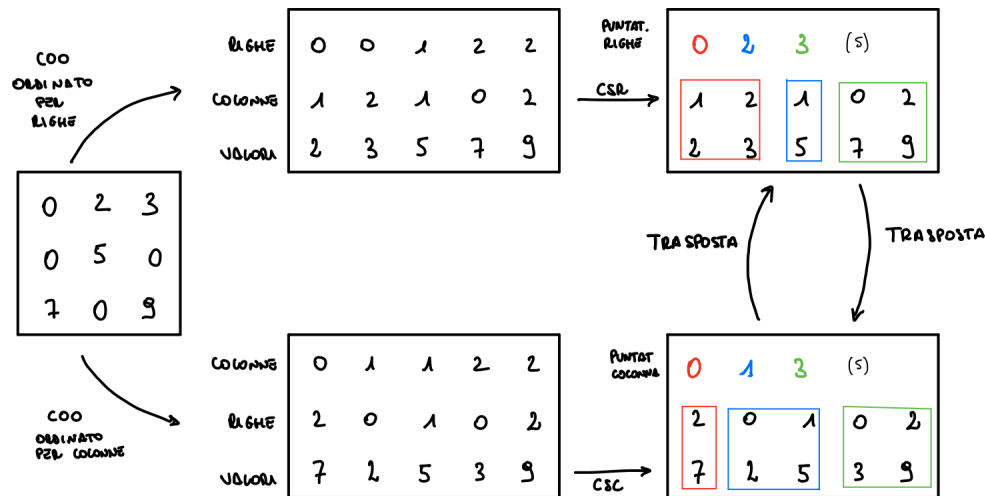 COO
ORDINATO
PER
RIGHE
RIGHE 0 0 1 2 2
COLONNE 1 2 1 0 2
VALORI 2 3 5 7 9
CSR
PUNTAT.
RIGHE
0 2 3 (5)
1 2 1 0 2
2 3 5 7 9
0 2 3
0 5 0
7 0 9
TRASPOSTA
TRASPOSTA
COO
ORDINATO
PER COLONNE
COLONNE 0 1 1 2 2
RIGHE 2 0 1 0 2
VALORI 7 2 5 3 9
CSC
PUNTAT
COLONNA
0 1 3 (5)
2 0 1 0 2
7 2 5 3 9